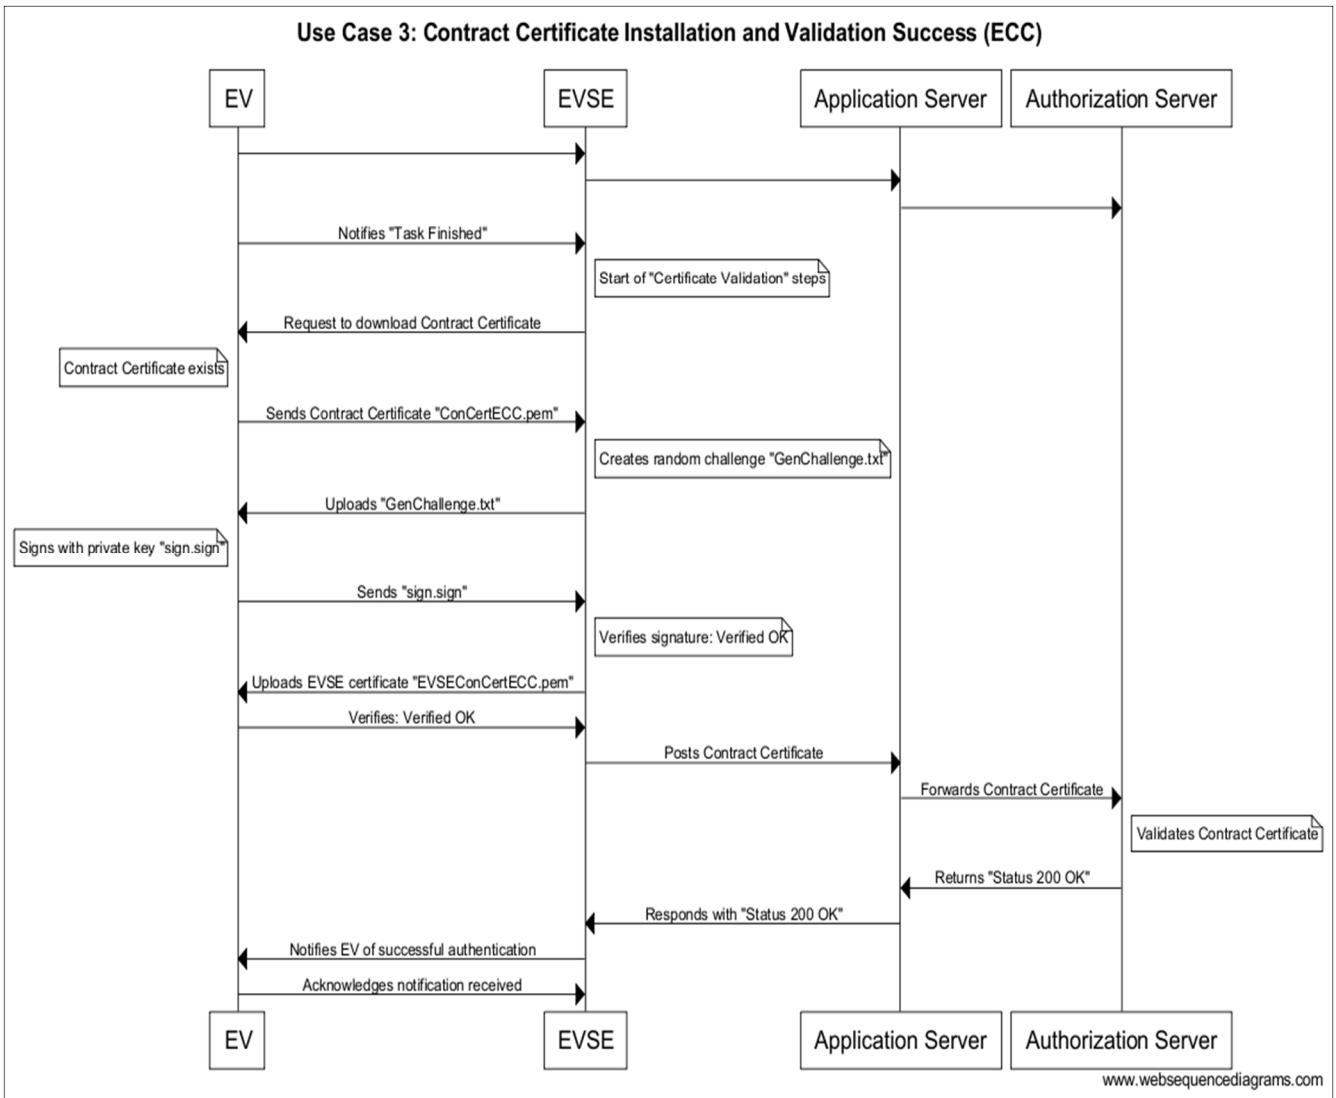 Use Case 3: Contract Certificate Installation and Validation Success (ECC)
EV
EVSE
Application Server
Authorization Server
Notifies "Task Finished"
Start of "Certificate Validation" steps
Request to download Contract Certificate
Contract Certificate exists
Sends Contract Certificate "ConCertECC.pem"
Creates random challenge "GenChallenge.txt"
Uploads "GenChallenge.txt"
Signs with private key "sign.sign"
Sends "sign.sign"
Verifies signature: Verified OK
Uploads EVSE certificate "EVSEConCertECC.pem"
Verifies: Verified OK
Posts Contract Certificate
Forwards Contract Certificate
Validates Contract Certificate
Returns "Status 200 OK"
Responds with "Status 200 OK"
Notifies EV of successful authentication
Acknowledges notification received
EV
EVSE
Application Server
Authorization Server
www.websequencediagrams.com